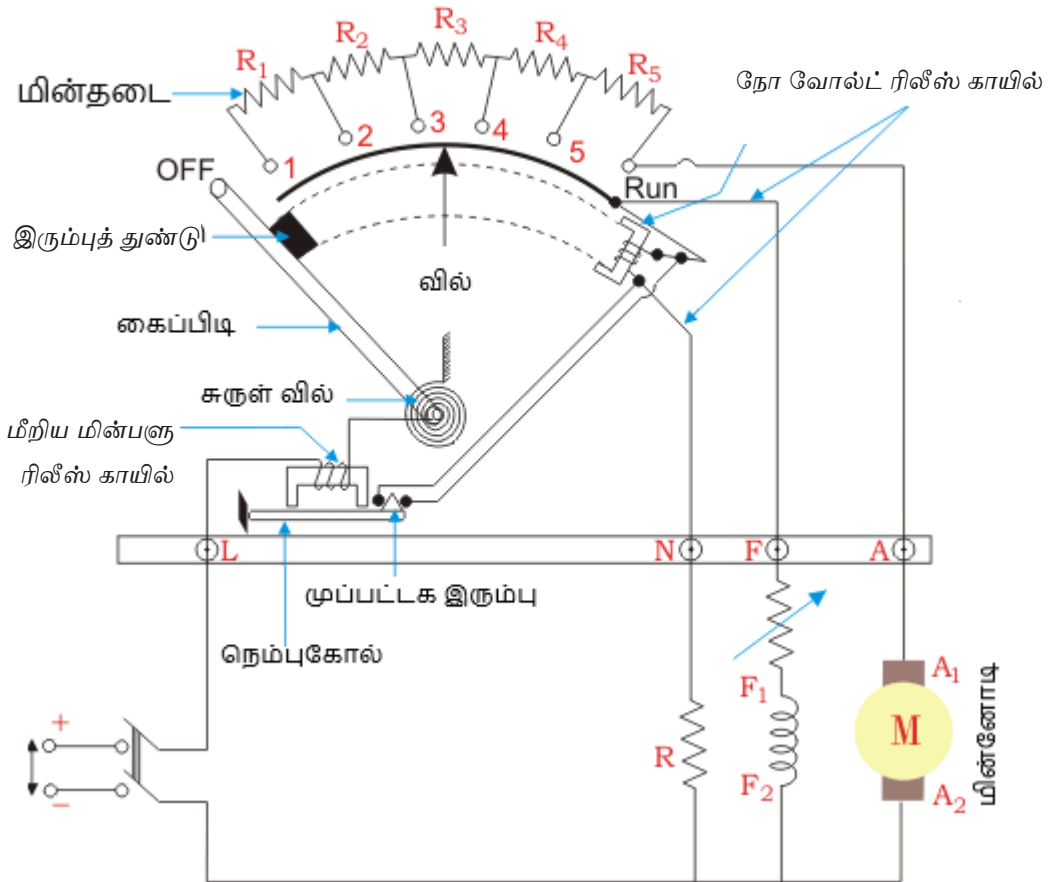 R1
R2
R3
R4
R5
மின்தடை
நோ வோல்ட் ரிலீஸ் காயில்
1
2
3
4
5
OFF
Run
இரும்புத் துண்டு
வில்
கைப்பிடி
சுருள் வில்
மீறிய மின்பளு
ரிலீஸ் காயில்
L
N
F
A
முப்பட்டக இரும்பு
நெம்புகோல்
+
−
R
F1
F2
A1
M
A2
மின்னோடி